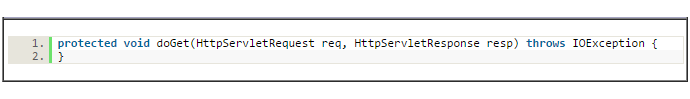 1. protected void doGet(HttpServletRequest req, HttpServletResponse resp) throws IOException {
2. }